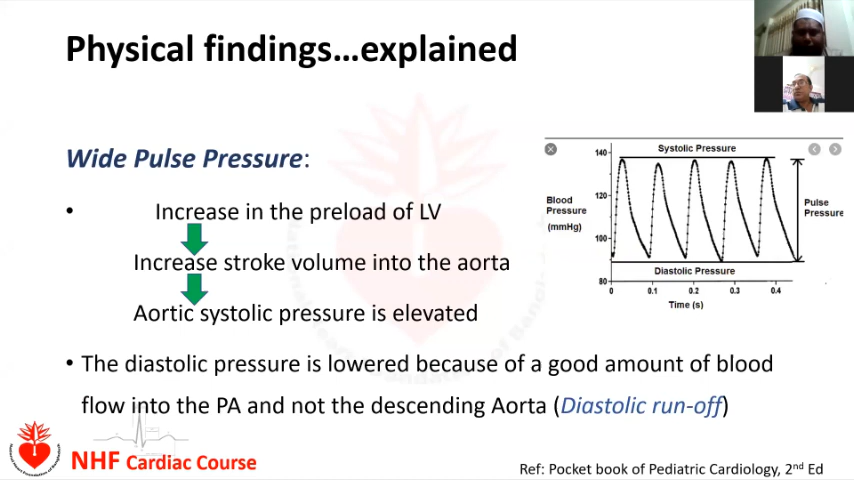 Physical findings...explained
Wide Pulse Pressure:
• Increase in the preload of LV
Increase stroke volume into the aorta
Aortic systolic pressure is elevated
• The diastolic pressure is lowered because of a good amount of blood
flow into the PA and not the descending Aorta (Diastolic run-off)
Systolic Pressure
140
120
100
80
Blood
Pressure
(mmHg)
Pulse
Pressure
Diastolic Pressure
0 0.1 0.2 0.3 0.4
Time (s)
NHF Cardiac Course
Ref: Pocket book of Pediatric Cardiology, 2nd Ed